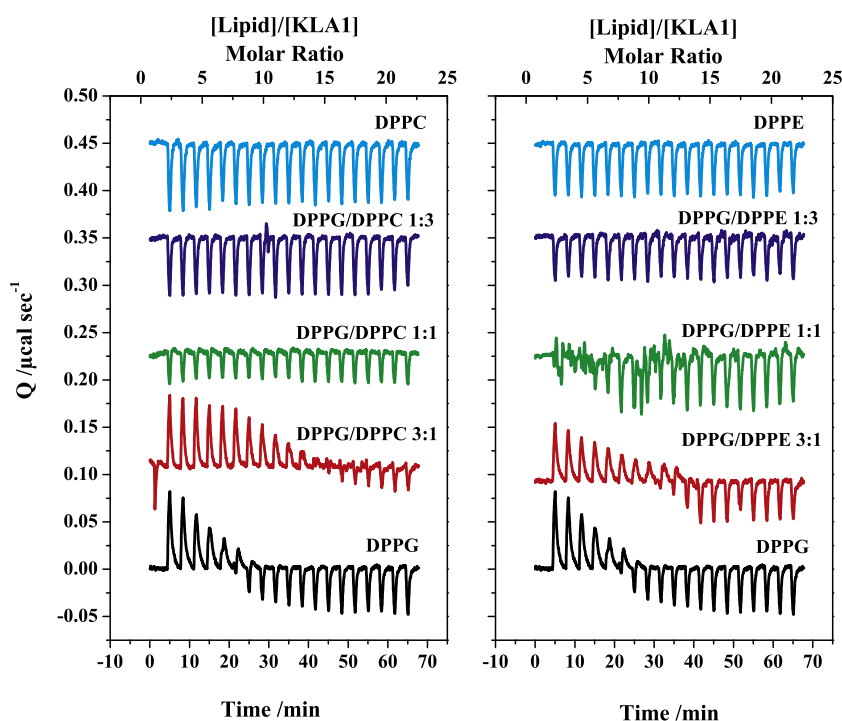 [Lipid]/[KLA1]
Molar Ratio
0 5 10 15 20 25
0.50
0.45
0.40
0.35
0.30
0.25
0.20
0.15
0.10
0.05
0.00
-0.05
Q /µcal sec⁻¹
DPPC
DPPG/DPPC 1:3
DPPG/DPPC 1:1
DPPG/DPPC 3:1
DPPG
-10 0 10 20 30 40 50 60 70
Time /min
[Lipid]/[KLA1]
Molar Ratio
0 5 10 15 20 25
DPPE
DPPG/DPPE 1:3
DPPG/DPPE 1:1
DPPG/DPPE 3:1
DPPG
-10 0 10 20 30 40 50 60 70
Time /min